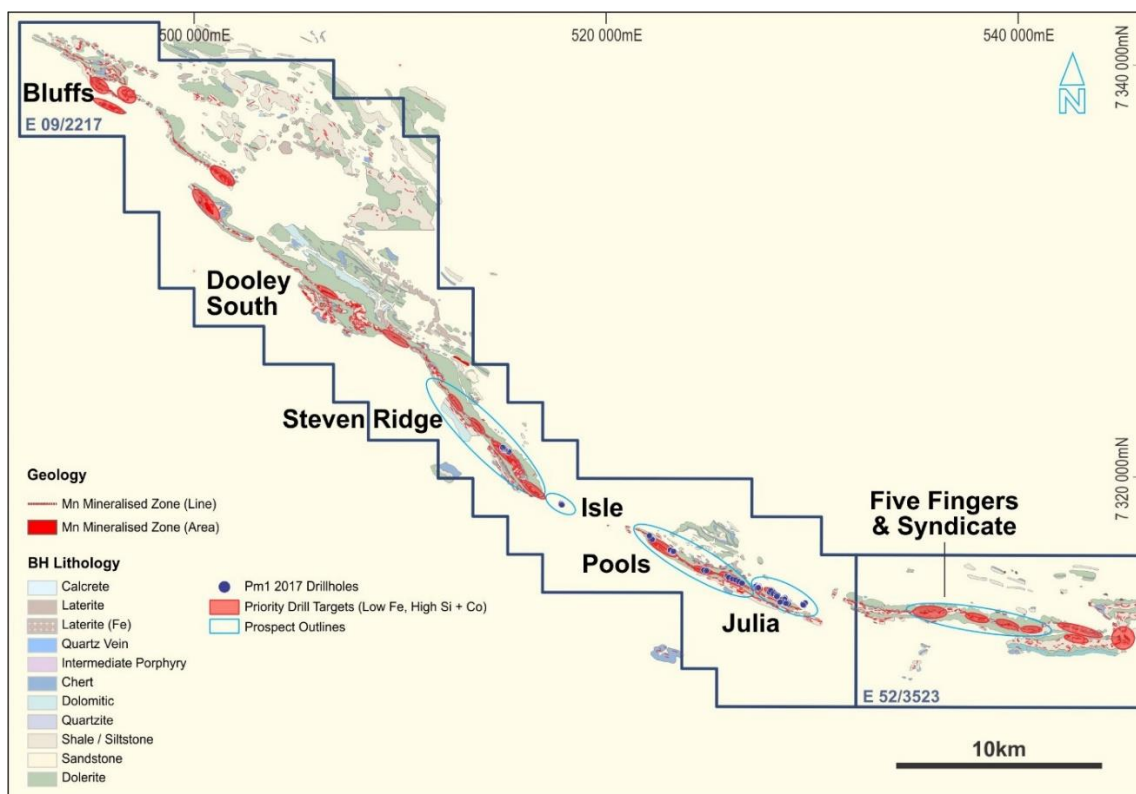 500 000mE
520 000mE
540 000mE
7 340 000mN
N
Bluffs
E 09/2217
Dooley
South
Steven Ridge
7 320 000mN
Isle
Five Fingers
& Syndicate
Pools
Julia
E 52/3523
10km
Geology
Mn Mineralised Zone (Line)
Mn Mineralised Zone (Area)
BH Lithology
Calcrete
Laterite
Laterite (Fe)
Quartz Vein
Intermediate Porphyry
Chert
Dolomitic
Quartzite
Shale / Siltstone
Sandstone
Dolerite
Pm1 2017 Drillholes
Priority Drill Targets (Low Fe, High Si + Co)
Prospect Outlines